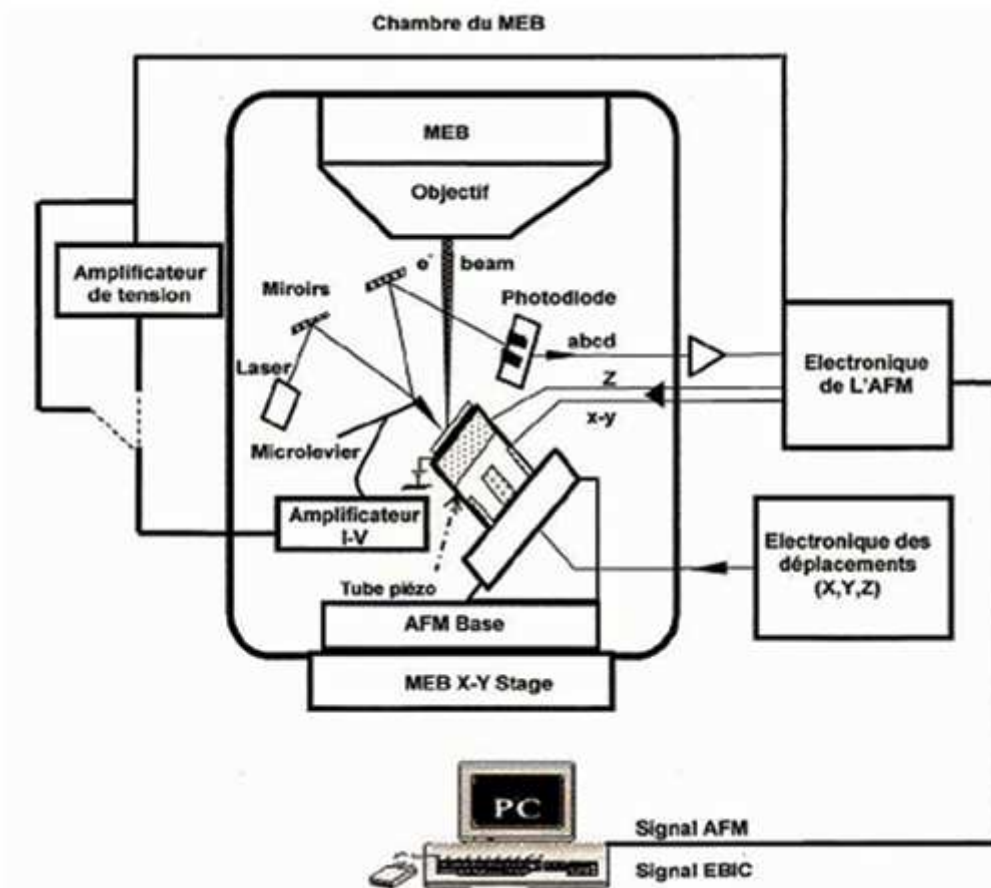 Chambre du MEB
MEB
Objectif
e- beam
Amplificateur
de tension
Miroirs
Photodiode
abcd
Laser
Z
x-y
Electronique
de L'AFM
Microlevier
Amplificateur
I-V
Electronique des
déplacements
(X,Y,Z)
Tube piézo
AFM Base
MEB X-Y Stage
PC
Signal AFM
Signal EBIC